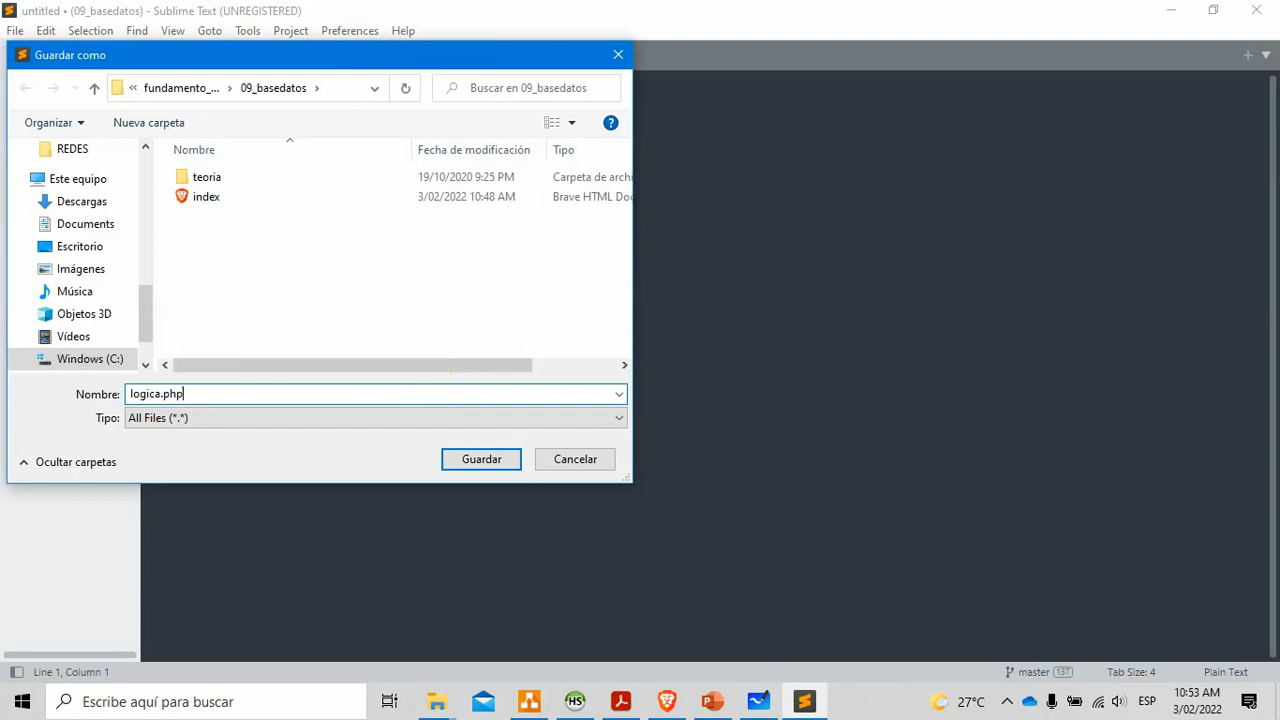 untitled • (09_basedatos) - Sublime Text (UNREGISTERED)
File Edit Selection Find View Goto Tools Project Preferences Help
Guardar como
fundamento_... 09_basedatos
Buscar en 09_basedatos
Organizar Nueva carpeta
REDES
Este equipo
Descargas
Documents
Escritorio
Imágenes
Música
Objetos 3D
Vídeos
Windows (C:)
Nombre Fecha de modificación Tipo
teoria 19/10/2020 9:25 PM Carpeta de archi
index 3/02/2022 10:48 AM Brave HTML Doc
Nombre: logica.php
Tipo: All Files (*.*)
Ocultar carpetas
Guardar Cancelar
Line 1, Column 1
master 137 Tab Size: 4 Plain Text
Escribe aquí para buscar
HS
27°C
ESP
10:53 AM
3/02/2022